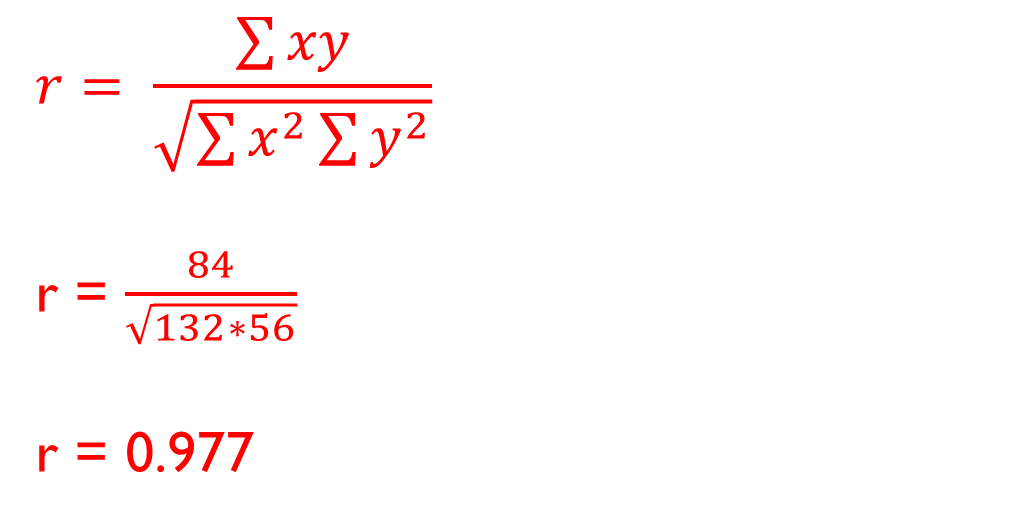 r = ∑ xy / √(∑ x² ∑ y²)
r = 84 / √(132*56)
r = 0.977